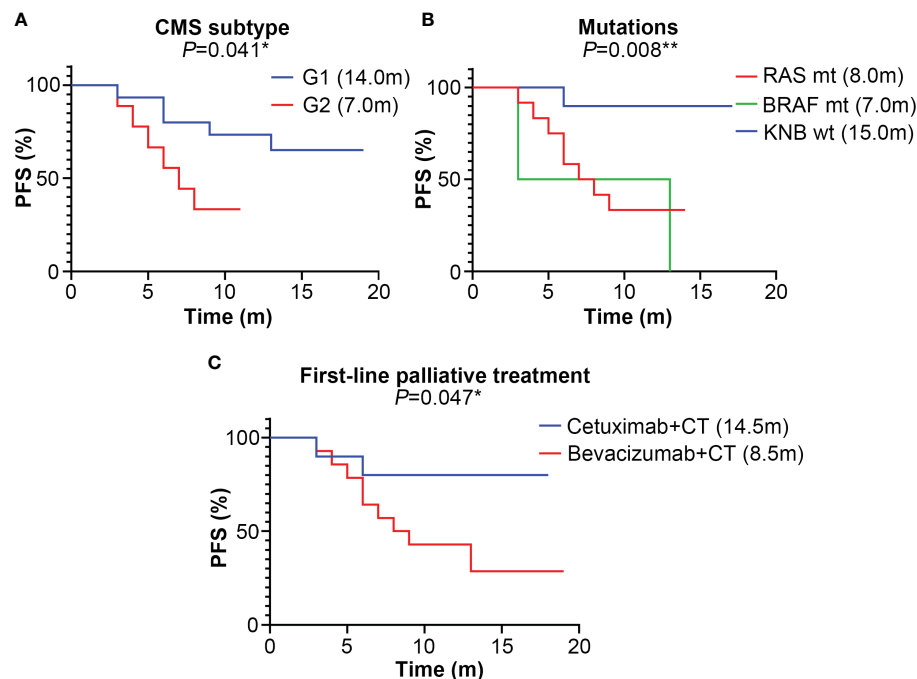 A
CMS subtype
P=0.041*
G1 (14.0m)
G2 (7.0m)
100
50
0
PFS (%)
0 5 10 15 20
Time (m)
B
Mutations
P=0.008**
RAS mt (8.0m)
BRAF mt (7.0m)
KNB wt (15.0m)
100
50
0
PFS (%)
0 5 10 15 20
Time (m)
C
First-line palliative treatment
P=0.047*
Cetuximab+CT (14.5m)
Bevacizumab+CT (8.5m)
100
50
0
PFS (%)
0 5 10 15 20
Time (m)